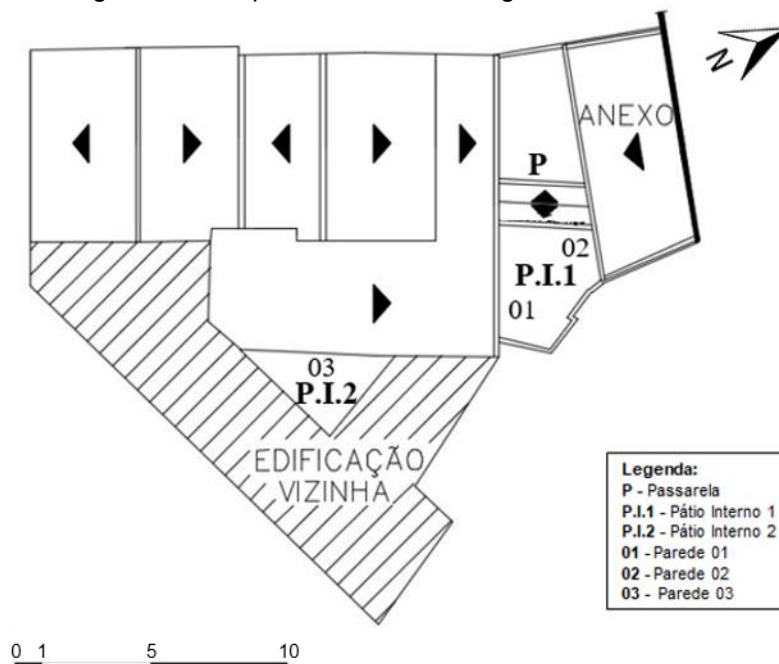 N
ANEXO
P
02
P.I.1
01
03
P.I.2
EDIFICAÇÃO
VIZINHA
Legenda:
P - Passarela
P.I.1 - Pátio Interno 1
P.I.2 - Pátio Interno 2
01 - Parede 01
02 - Parede 02
03 - Parede 03
0 1 5 10